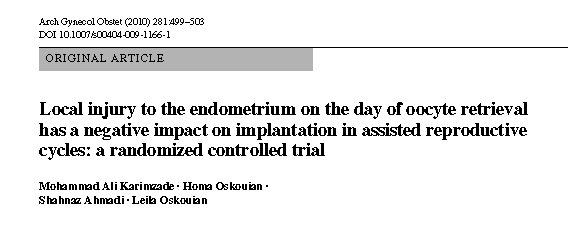 Arch Gynecol Obstet (2010) 281:499–503
DOI 10.1007/s00404-009-1166-1
ORIGINAL ARTICLE
Local injury to the endometrium on the day of oocyte retrieval
has a negative impact on implantation in assisted reproductive
cycles: a randomized controlled trial
Mohammad Ali Karimzade · Homa Oskouian ·
Shahnaz Ahmadi · Leila Oskouian